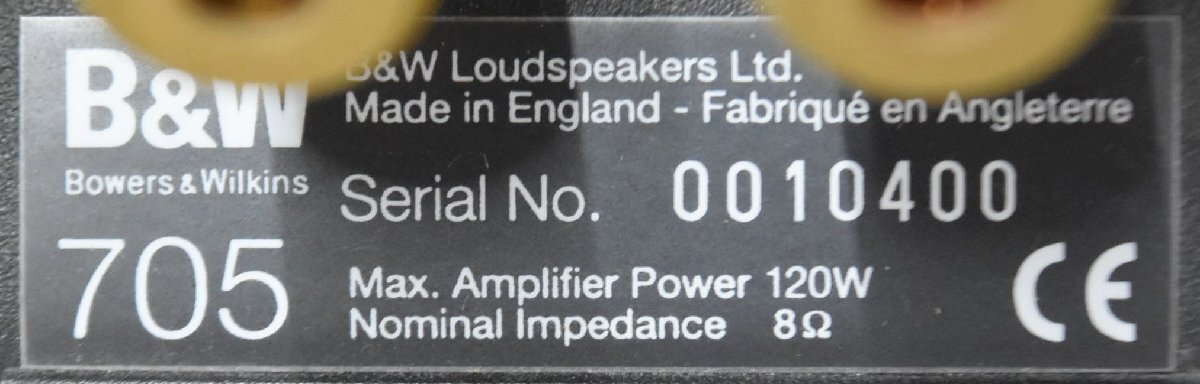 B&W
Bowers & Wilkins
705
B&W Loudspeakers Ltd.
Made in England - Fabriqué en Angleterre
Serial No. 0010400
Max. Amplifier Power 120W
Nominal Impedance 8Ω
CE